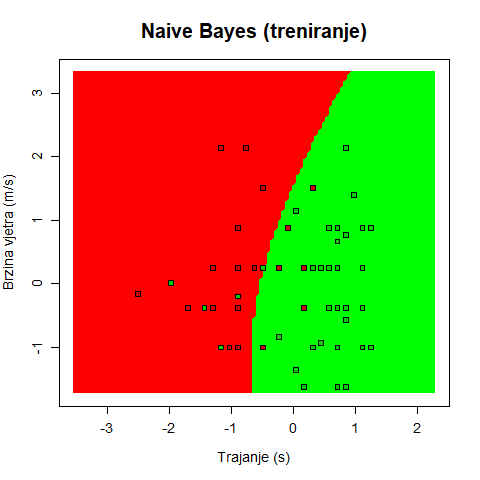 Naive Bayes (treniranje)
Brzina vjetra (m/s)
3
2
1
0
-1
-3 -2 -1 0 1 2
Trajanje (s)